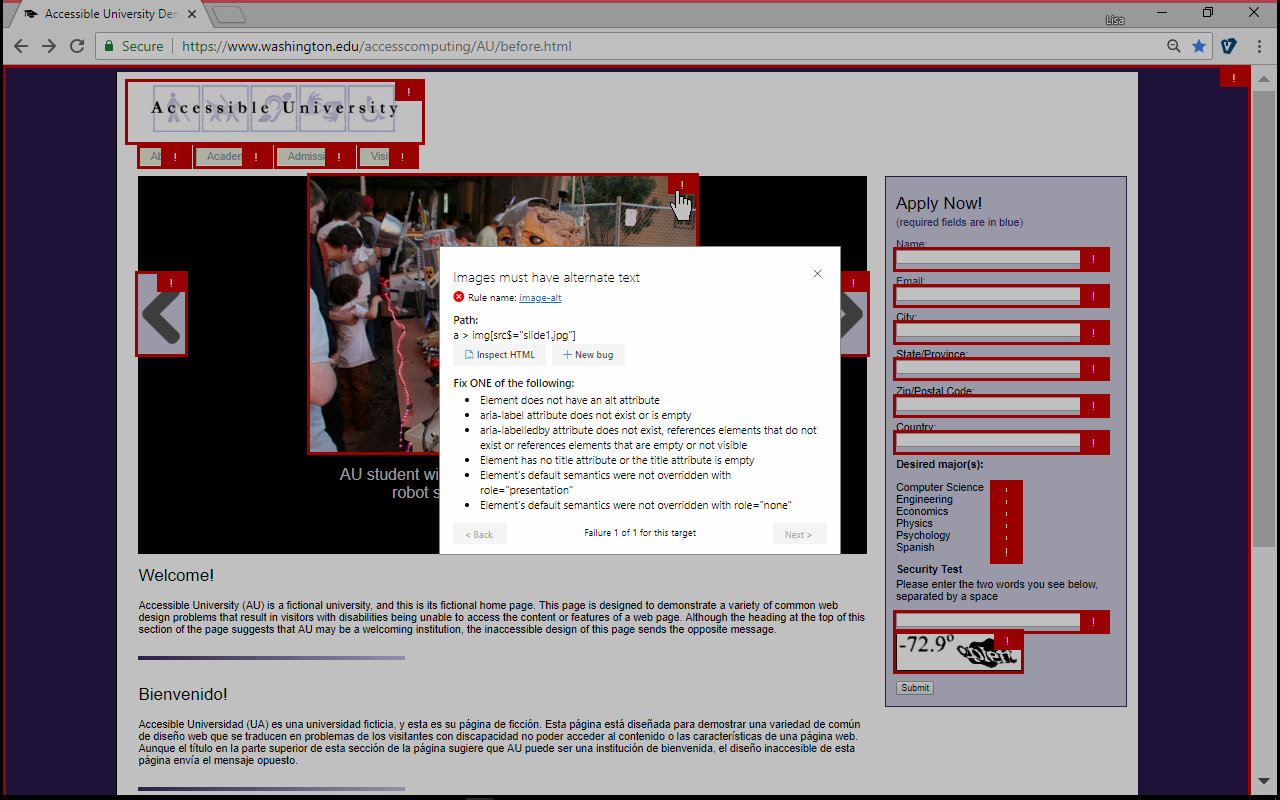 Accessible University Den
Lisa
Secure
https://www.washington.edu/accesscomputing/AU/before.html
!
Accessible University
!
Ab !
Academ !
Admissi !
Visi !
!
!
!
Images must have alternate text
Rule name: image-alt
Path:
a > img[src$="slide1.jpg"]
Inspect HTML
New bug
Fix ONE of the following:
Element does not have an alt attribute
aria-label attribute does not exist or is empty
aria-labelledby attribute does not exist, references elements that do not
exist or references elements that are empty or not visible
Element has no title attribute or the title attribute is empty
Element's default semantics were not overridden with
role="presentation"
Element's default semantics were not overridden with role="none"
< Back
Failure 1 of 1 for this target
Next >
AU student wi
robot s
Apply Now!
(required fields are in blue)
Name:
!
Email:
!
City:
!
State/Province:
!
Zip/Postal Code:
!
Country:
!
Desired major(s):
Computer Science !
Engineering !
Economics !
Physics !
Psychology !
Spanish !
Security Test
Please enter the two words you see below,
separated by a space
!
-72.9°
!
Submit
Welcome!
Accessible University (AU) is a fictional university, and this is its fictional home page. This page is designed to demonstrate a variety of common web
design problems that result in visitors with disabilities being unable to access the content or features of a web page. Although the heading at the top of this
section of the page suggests that AU may be a welcoming institution, the inaccessible design of this page sends the opposite message.
Bienvenido!
Accesible Universidad (UA) es una universidad ficticia, y esta es su página de ficción. Esta página está diseñada para demostrar una variedad de común
de diseño web que se traducen en problemas de los visitantes con discapacidad no poder acceder al contenido o las características de una página web.
Aunque el título en la parte superior de esta sección de la página sugiere que AU puede ser una institución de bienvenida, el diseño inaccesible de esta
página envía el mensaje opuesto.